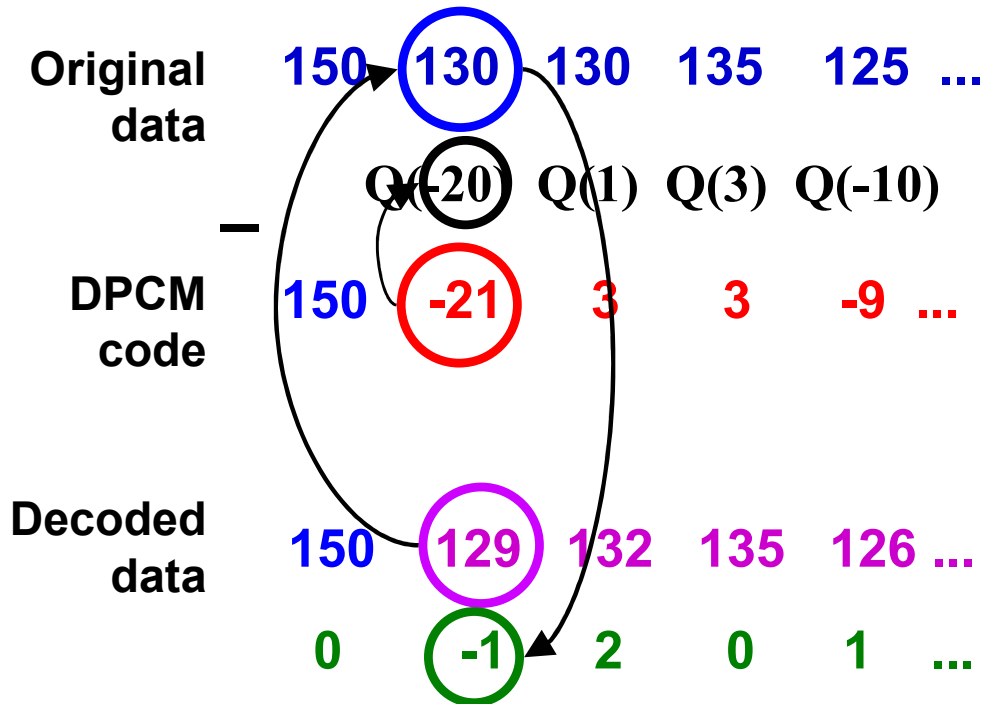 Original data 150 130 130 135 125 ...
Q(-20) Q(1) Q(3) Q(-10)
–
DPCM code 150 -21 3 3 -9 ...
Decoded data 150 129 132 135 126 ...
0 -1 2 0 1 ...